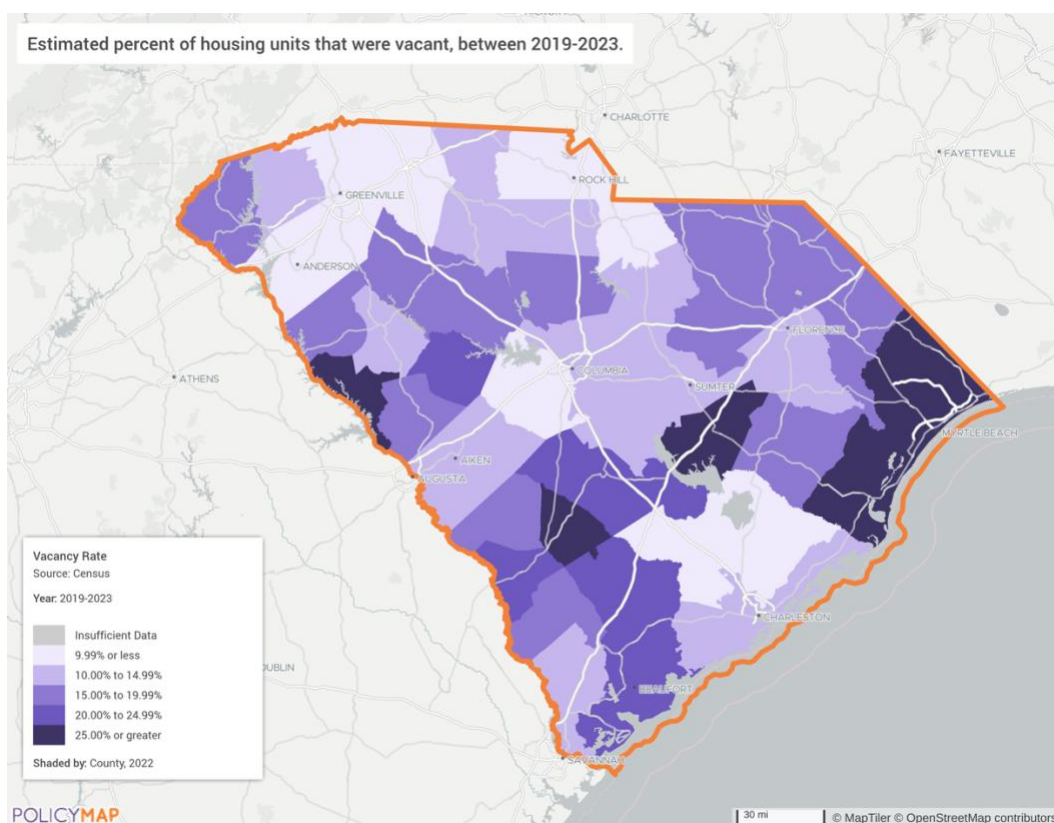 Estimated percent of housing units that were vacant, between 2019-2023.
CHARLOTTE
FAYETTEVILLE
ROCK HILL
GREENVILLE
ANDERSON
FLORENCE
ATHENS
COLUMBIA
SUMTER
MYRTLE BEACH
AIKEN
AUGUSTA
CHARLESTON
BEAUFORT
SAVANNAH
DUBLIN
Vacancy Rate
Source: Census
Year: 2019-2023
Insufficient Data
9.99% or less
10.00% to 14.99%
15.00% to 19.99%
20.00% to 24.99%
25.00% or greater
Shaded by: County, 2022
POLICYMAP
30 mi
© MapTiler © OpenStreetMap contributors